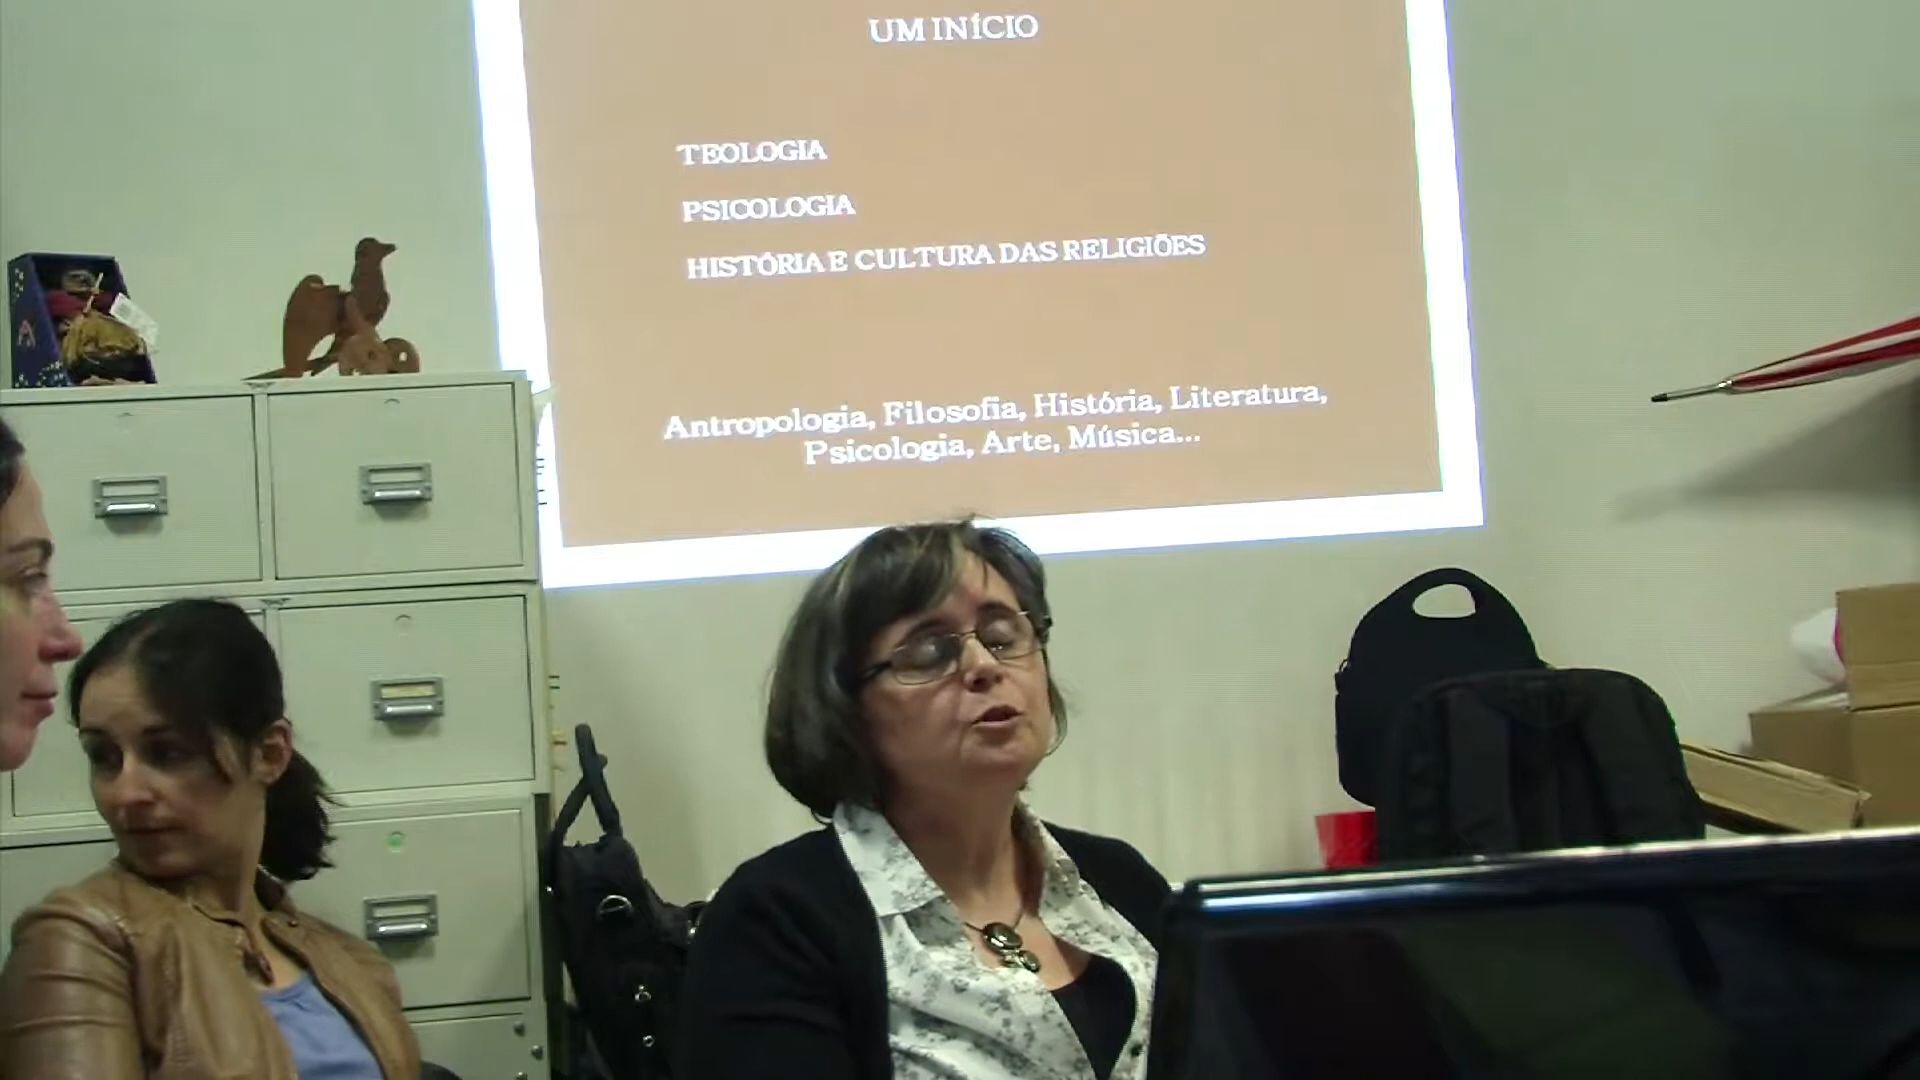 UM INÍCIO
TEOLOGIA
PSICOLOGIA
HISTÓRIA E CULTURA DAS RELIGIÕES
Antropologia, Filosofia, História, Literatura,
Psicologia, Arte, Música...